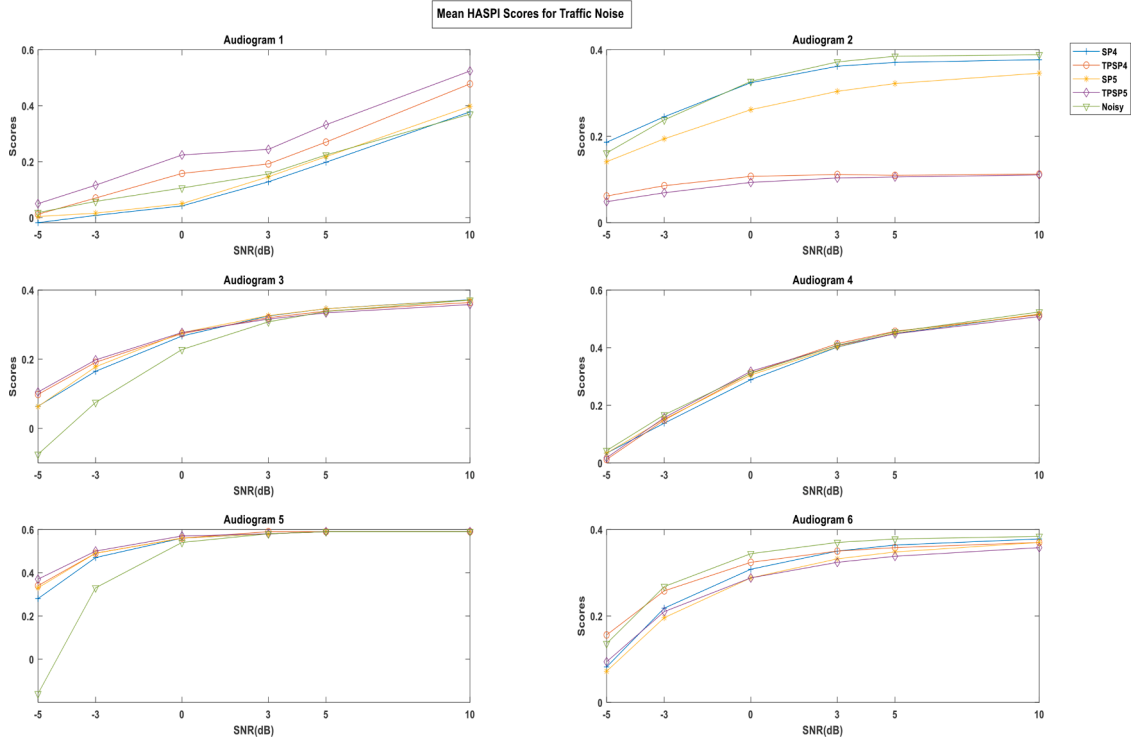 Mean HASPI Scores for Traffic Noise
Audiogram 1
0.6
0.4
0.2
0
Scores
-5 -3 0 3 5 10
SNR(dB)
Audiogram 2
0.4
0.2
0
Scores
-5 -3 0 3 5 10
SNR(dB)
SP4
TPSP4
SP5
TPSP5
Noisy
Audiogram 3
0.4
0.2
0
Scores
-5 -3 0 3 5 10
SNR(dB)
Audiogram 4
0.6
0.4
0.2
0
Scores
-5 -3 0 3 5 10
SNR(dB)
Audiogram 5
0.6
0.4
0.2
0
Scores
-5 -3 0 3 5 10
SNR(dB)
Audiogram 6
0.4
0.2
0
Scores
-5 -3 0 3 5 10
SNR(dB)